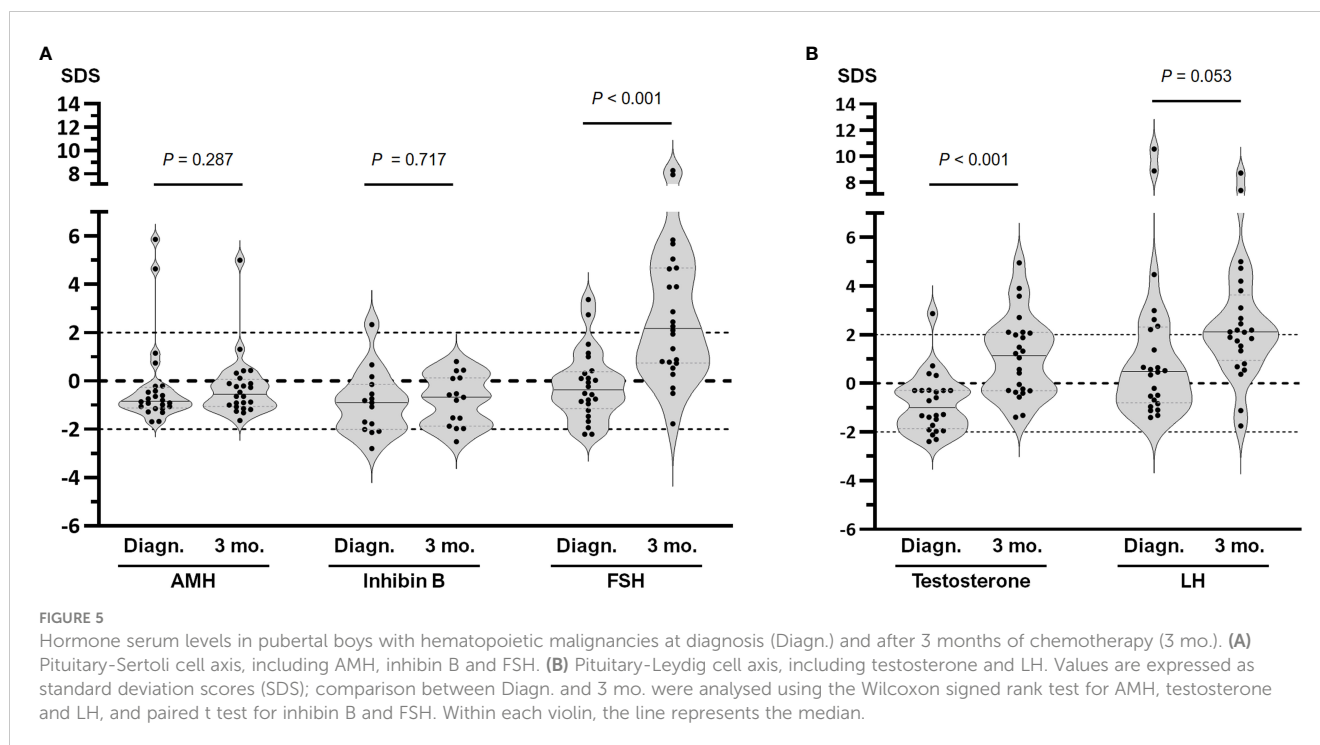 A
SDS
P = 0.287
P = 0.717
P < 0.001
14
12
10
8
6
4
2
0
-2
-4
-6
Diagn. 3 mo. Diagn. 3 mo. Diagn. 3 mo.
AMH Inhibin B FSH
B
SDS
P < 0.001
P = 0.053
14
12
10
8
6
4
2
0
-2
-4
-6
Diagn. 3 mo. Diagn. 3 mo.
Testosterone LH
FIGURE 5
Hormone serum levels in pubertal boys with hematopoietic malignancies at diagnosis (Diagn.) and after 3 months of chemotherapy (3 mo.). (A)
Pituitary-Sertoli cell axis, including AMH, inhibin B and FSH. (B) Pituitary-Leydig cell axis, including testosterone and LH. Values are expressed as
standard deviation scores (SDS); comparison between Diagn. and 3 mo. were analysed using the Wilcoxon signed rank test for AMH, testosterone
and LH, and paired t test for inhibin B and FSH. Within each violin, the line represents the median.